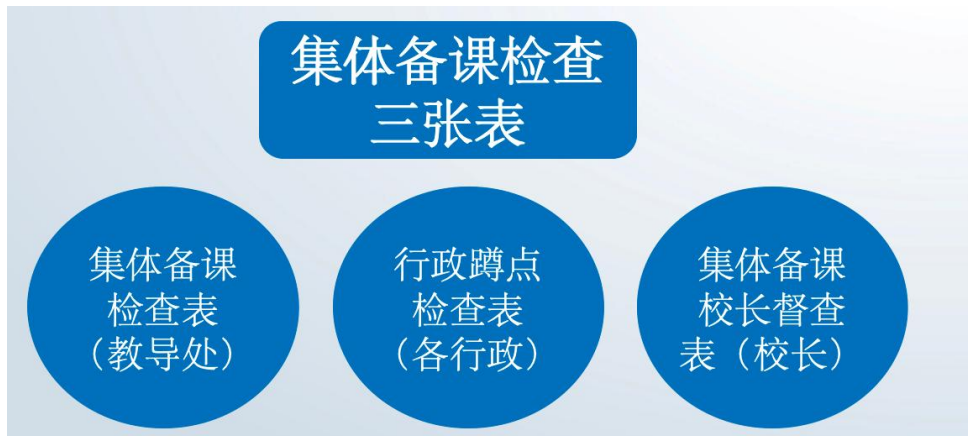 集体备课检查
三张表
集体备课
检查表
（教导处）
行政蹲点
检查表
（各行政）
集体备课
校长督查
表（校长）